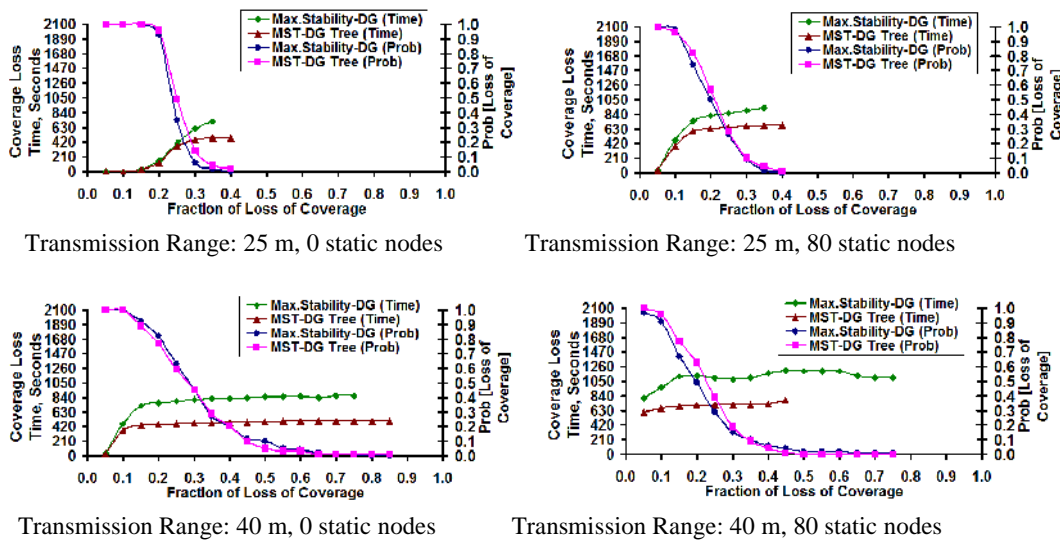 Max.Stability-DG (Time)
MST-DG Tree (Time)
Max.Stability-DG (Prob)
MST-DG Tree (Prob)
Coverage Loss
Time, Seconds
2100
1890
1680
1470
1260
1050
840
630
420
210
0
1.0
0.9
0.8
0.7
0.6
0.5
0.4
0.3
0.2
0.1
0.0
Prob [Loss of
Coverage]
0.0 0.1 0.2 0.3 0.4 0.5 0.6 0.7 0.8 0.9 1.0
Fraction of Loss of Coverage
Transmission Range: 25 m, 0 static nodes
Max.Stability-DG (Time)
MST-DG Tree (Time)
Max.Stability-DG (Prob)
MST-DG Tree (Prob)
Coverage Loss
Time, Seconds
2100
1890
1680
1470
1260
1050
840
630
420
210
0
1.0
0.9
0.8
0.7
0.6
0.5
0.4
0.3
0.2
0.1
0.0
Prob [Loss of
Coverage]
0.0 0.1 0.2 0.3 0.4 0.5 0.6 0.7 0.8 0.9 1.0
Fraction of Loss of Coverage
Transmission Range: 25 m, 80 static nodes
Max.Stability-DG (Time)
MST-DG Tree (Time)
Max.Stability-DG (Prob)
MST-DG Tree (Prob)
Coverage Loss
Time, Seconds
2100
1890
1680
1470
1260
1050
840
630
420
210
0
1.0
0.9
0.8
0.7
0.6
0.5
0.4
0.3
0.2
0.1
0.0
Prob [Loss of
Coverage]
0.0 0.1 0.2 0.3 0.4 0.5 0.6 0.7 0.8 0.9 1.0
Fraction of Loss of Coverage
Transmission Range: 40 m, 0 static nodes
Max.Stability-DG (Time)
MST-DG Tree (Time)
Max.Stability-DG (Prob)
MST-DG Tree (Prob)
Coverage Loss
Time, Seconds
2100
1890
1680
1470
1260
1050
840
630
420
210
0
1.0
0.9
0.8
0.7
0.6
0.5
0.4
0.3
0.2
0.1
0.0
Prob [Loss of
Coverage]
0.0 0.1 0.2 0.3 0.4 0.5 0.6 0.7 0.8 0.9 1.0
Fraction of Loss of Coverage
Transmission Range: 40 m, 80 static nodes